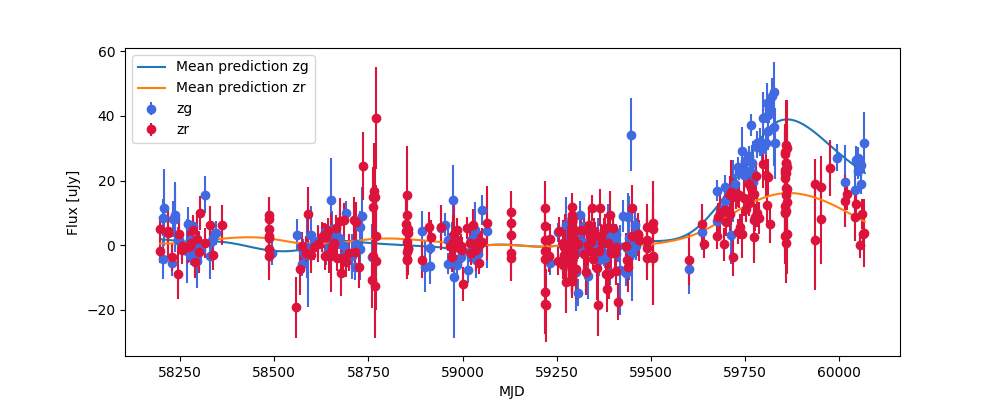 60
40
20
0
−20
Flux [uJy]
Mean prediction zg
Mean prediction zr
zg
zr
58250 58500 58750 59000 59250 59500 59750 60000
MJD